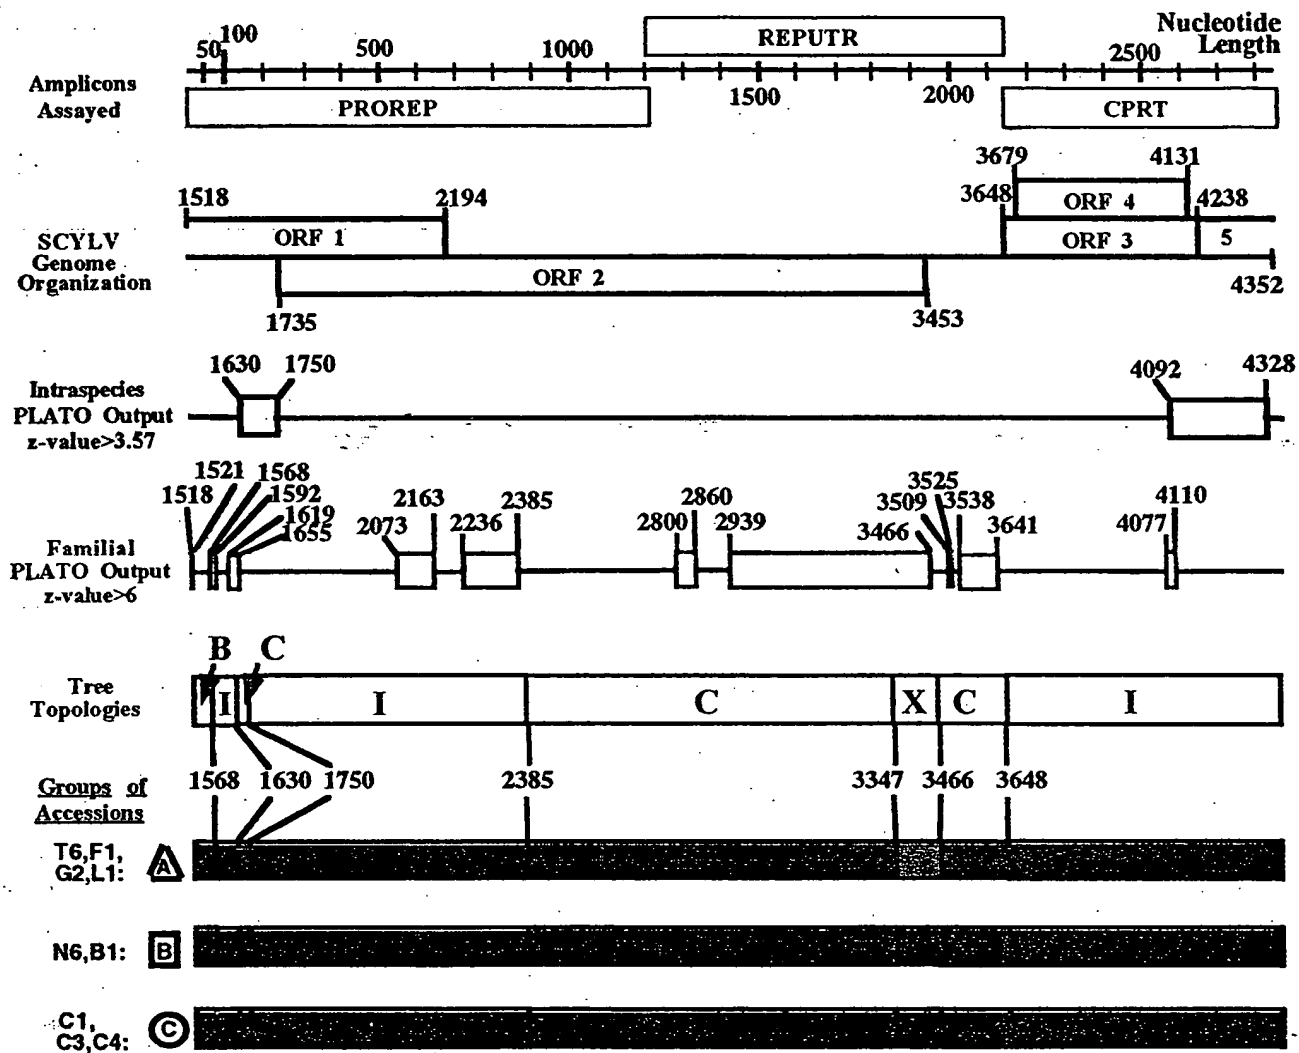 Nucleotide
Length
50 100 500 1000 1500 2000 2500
REPUTR
Amplicons
Assayed
PROREP
CPRT
3679 4131
1518 2194 3648 4238
ORF 4
SCYLV
Genome
Organization
ORF 1
ORF 3
5
ORF 2
4352
1735 3453
1630 1750 4092 4328
Intraspecies
PLATO Output
z-value>3.57
1518 1521 1568 1592 1619 1655 2073 2163 2236 2385 2800 2860 2939 3466 3509 3525 3538 3641 4077 4110
Familial
PLATO Output
z-value>6
B C
Tree
Topologies
I I C X C I
1568 1630 1750 2385 3347 3466 3648
Groups of
Accessions
T6,F1,
G2,L1:
A
N6,B1:
B
C1,
C3,C4:
C